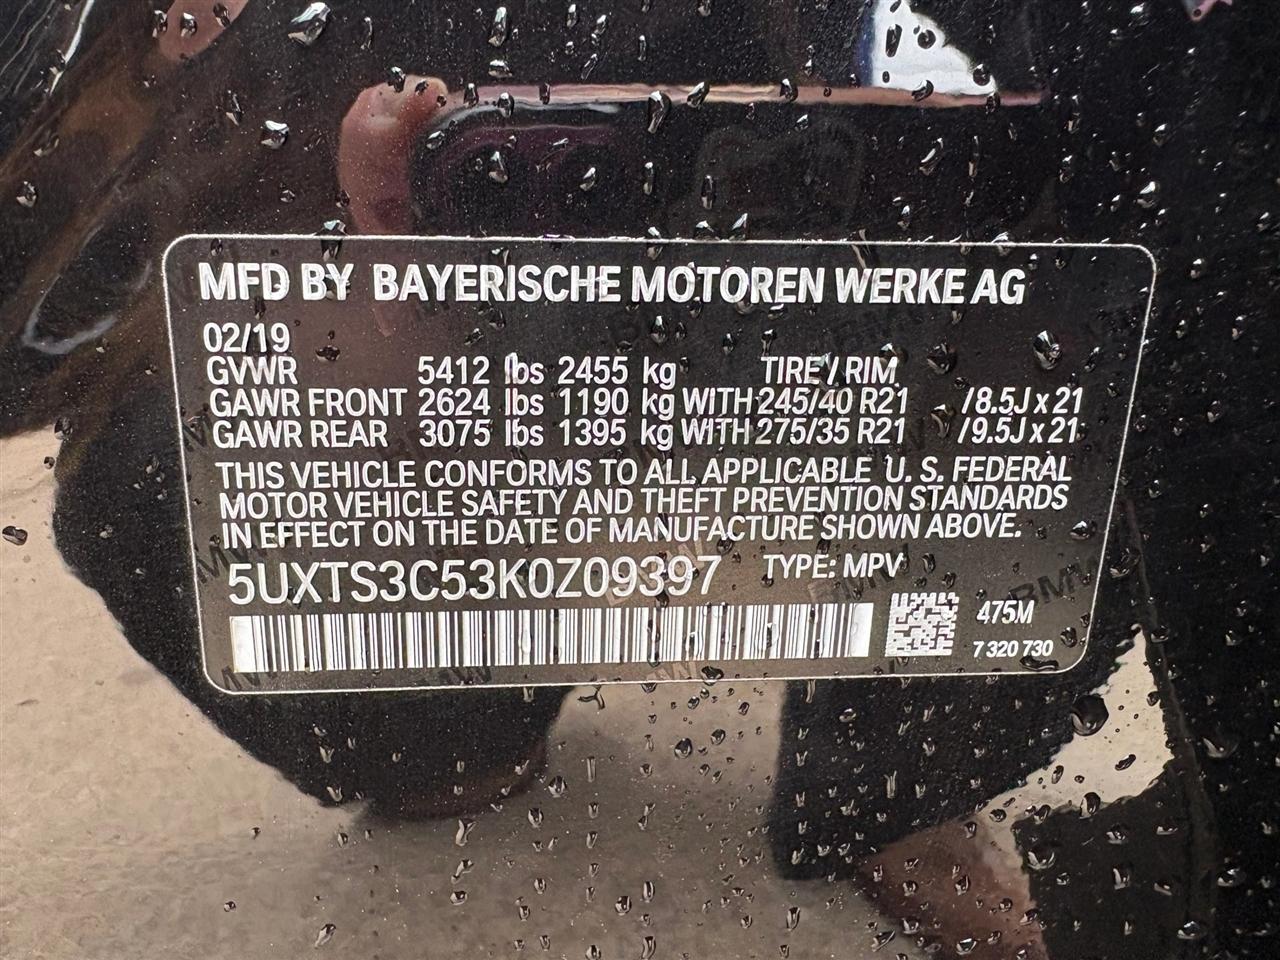 MFD BY BAYERISCHE MOTOREN WERKE AG
02/19
GVWR 5412 lbs 2455 kg TIRE / RIM
GAWR FRONT 2624 lbs 1190 kg WITH 245/40 R21 /8.5J x 21
GAWR REAR 3075 lbs 1395 kg WITH 275/35 R21 /9.5J x 21
THIS VEHICLE CONFORMS TO ALL APPLICABLE U. S. FEDERAL
MOTOR VEHICLE SAFETY AND THEFT PREVENTION STANDARDS
IN EFFECT ON THE DATE OF MANUFACTURE SHOWN ABOVE.
5UXTS3C53K0Z09397 TYPE: MPV
475M
7 320 730